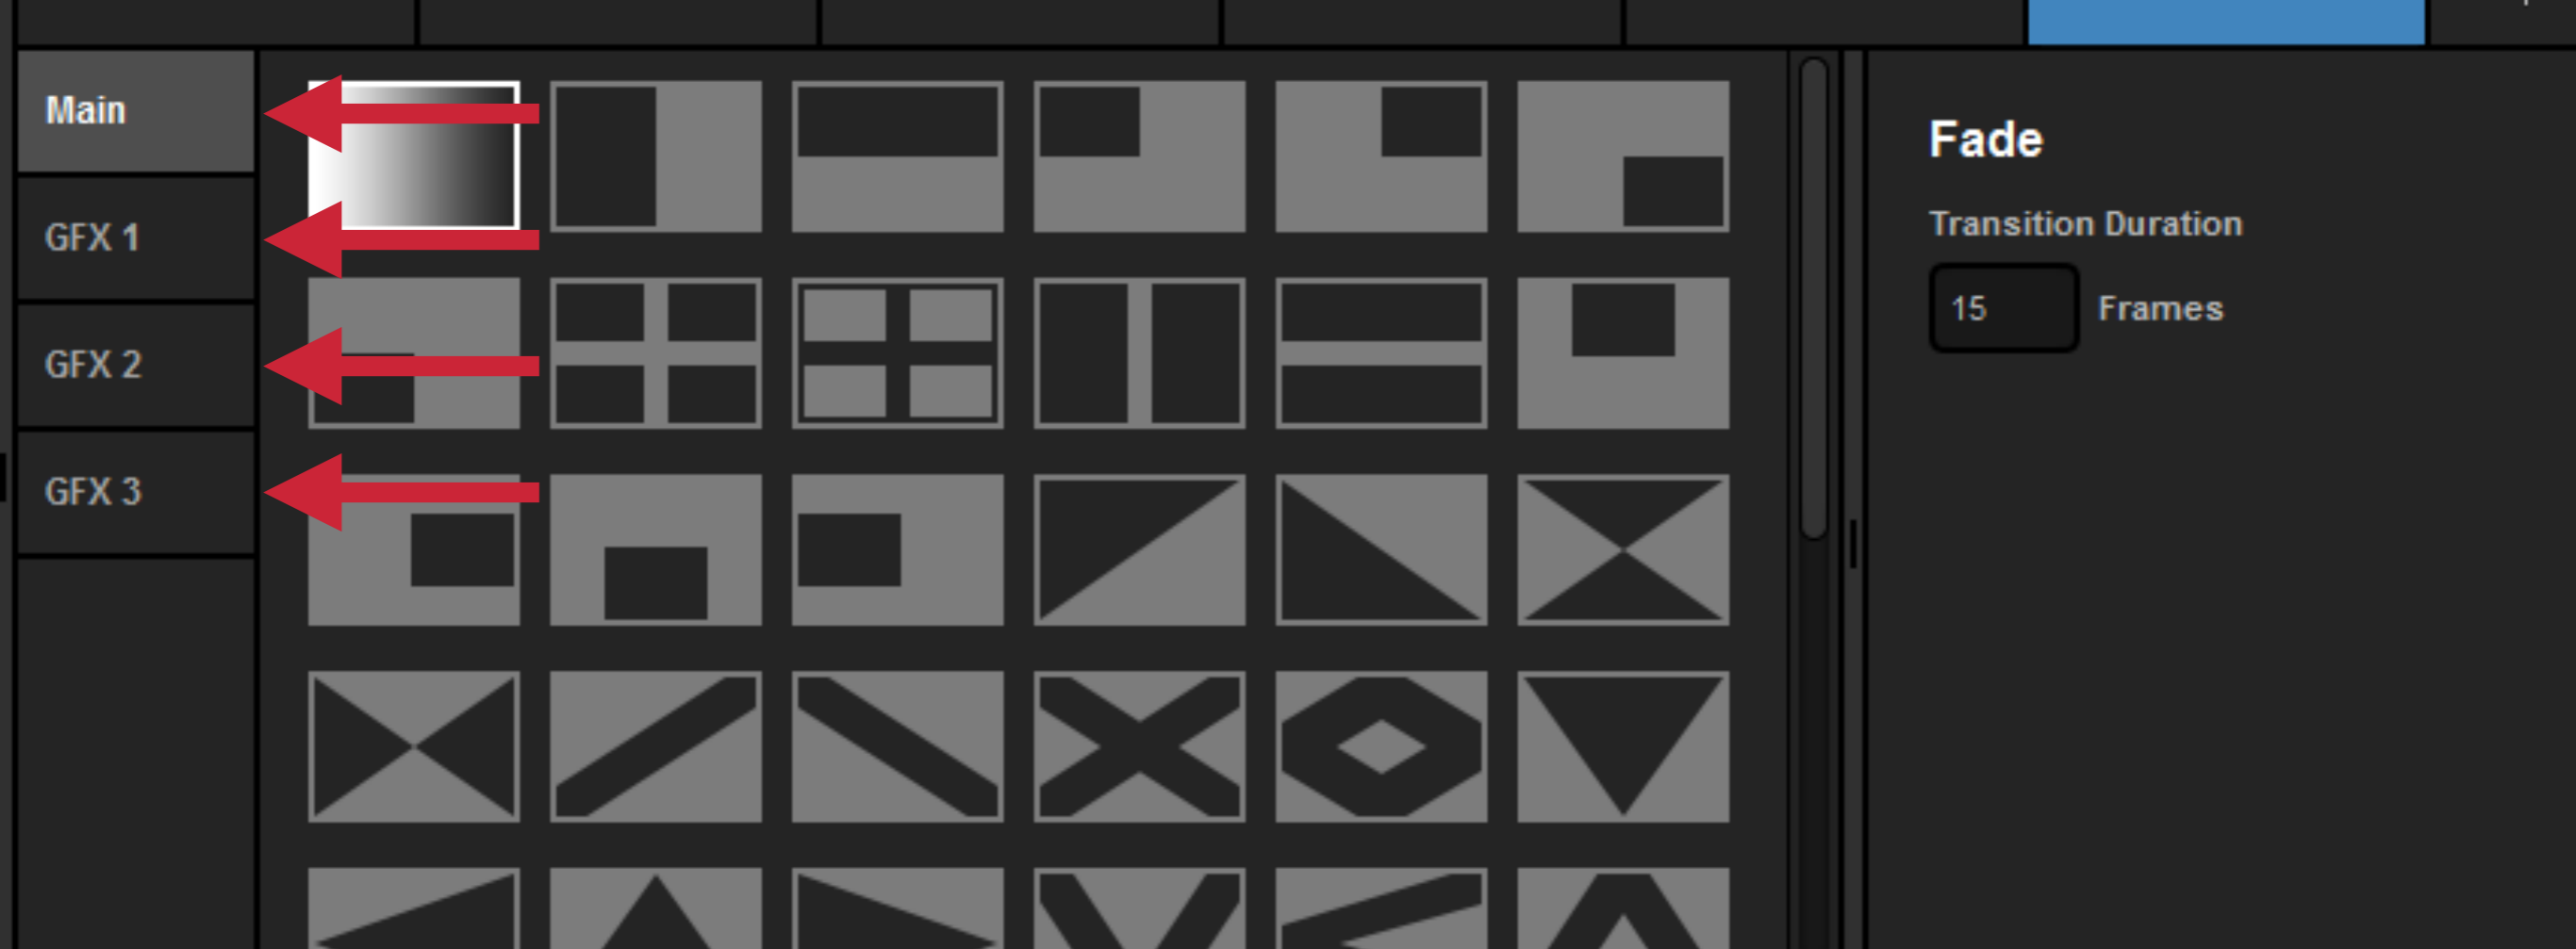 Main
GFX 1
GFX 2
GFX 3
Fade
Transition Duration
15 Frames